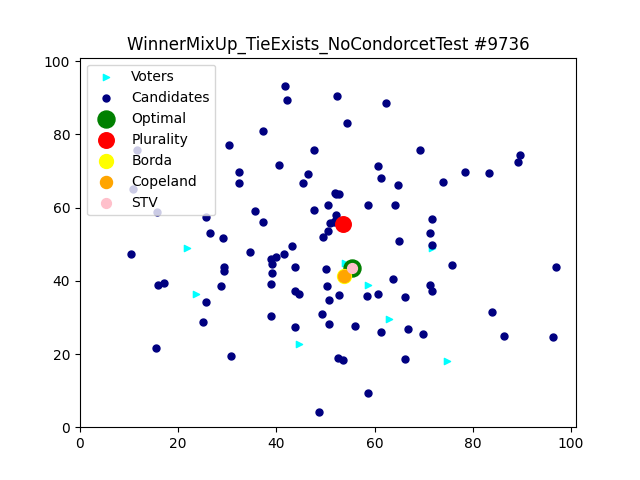 WinnerMixUp_TieExists_NoCondorcetTest #9736
100
80
60
40
20
0
0 20 40 60 80 100
Voters
Candidates
Optimal
Plurality
Borda
Copeland
STV